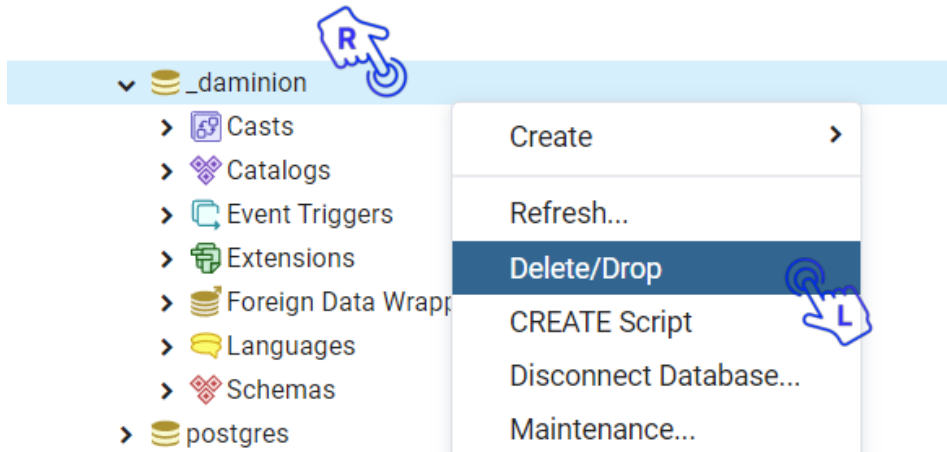 R
_daminion
Casts
Catalogs
Event Triggers
Extensions
Foreign Data Wrapp
Languages
Schemas
postgres
Create
Refresh...
Delete/Drop
L
CREATE Script
Disconnect Database...
Maintenance...